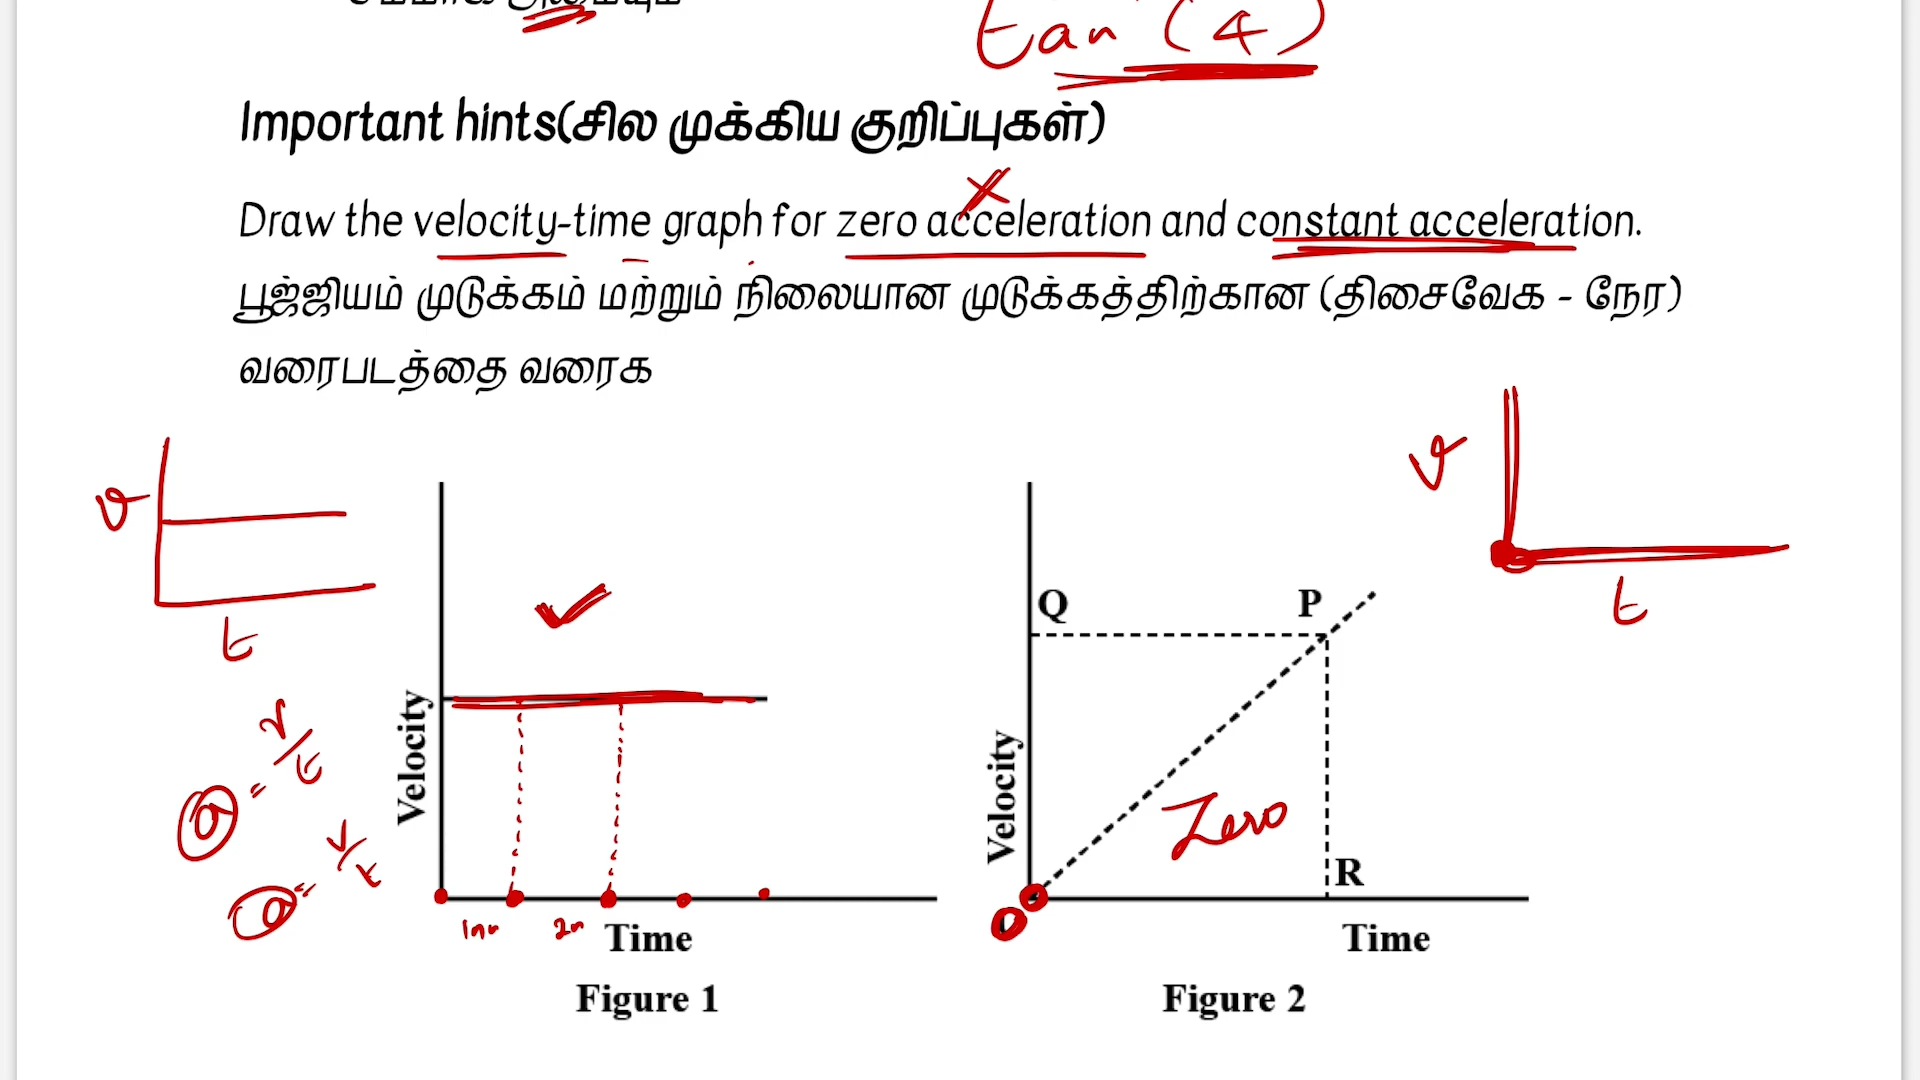 tan (4)
Important hints(சில முக்கிய குறிப்புகள்)
Draw the velocity-time graph for zero acceleration and constant acceleration.
பூஜ்ஜியம் முடுக்கம் மற்றும் நிலையான முடுக்கத்திற்கான (திசைவேக - நேர)
வரைபடத்தை வரைக
v
t
v
t
Q
P
Velocity
a = v/t
a = v/t
Velocity
Zero
R
Time
Time
Figure 1
Figure 2